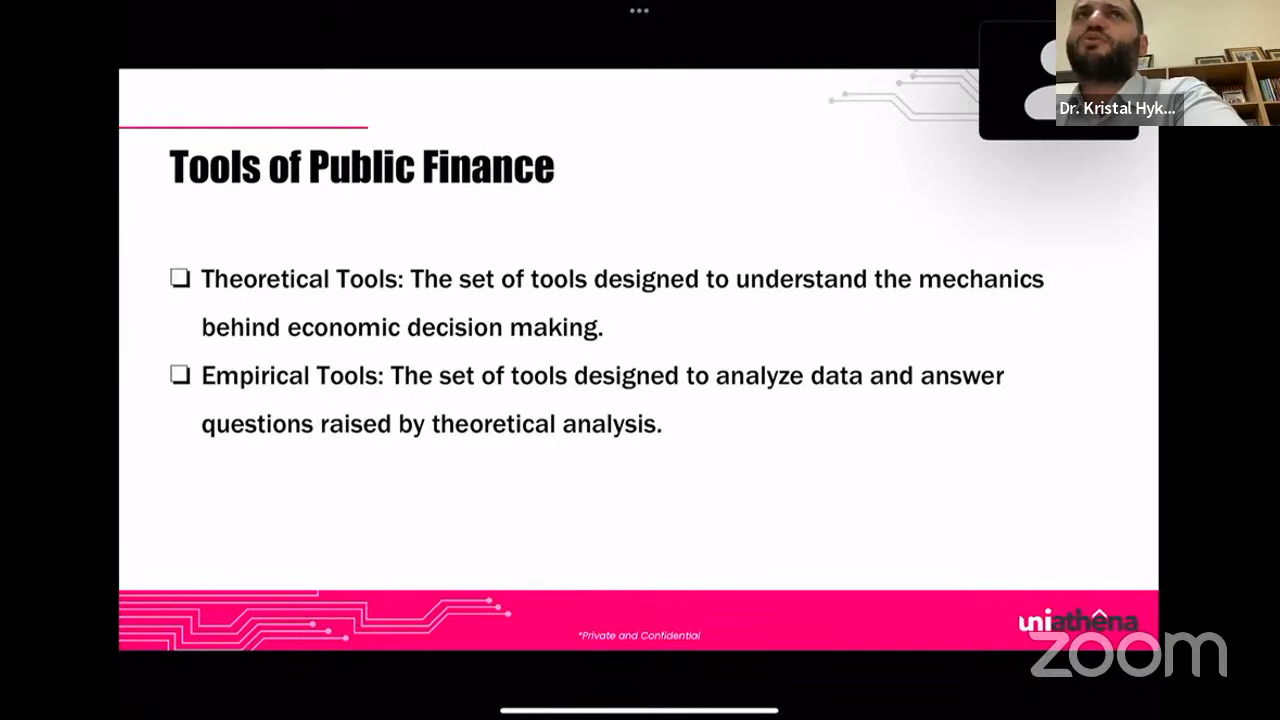 Dr. Kristal Hyk...
Tools of Public Finance
Theoretical Tools: The set of tools designed to understand the mechanics
behind economic decision making.
Empirical Tools: The set of tools designed to analyze data and answer
questions raised by theoretical analysis.
*Private and Confidential
uniathena
zoom